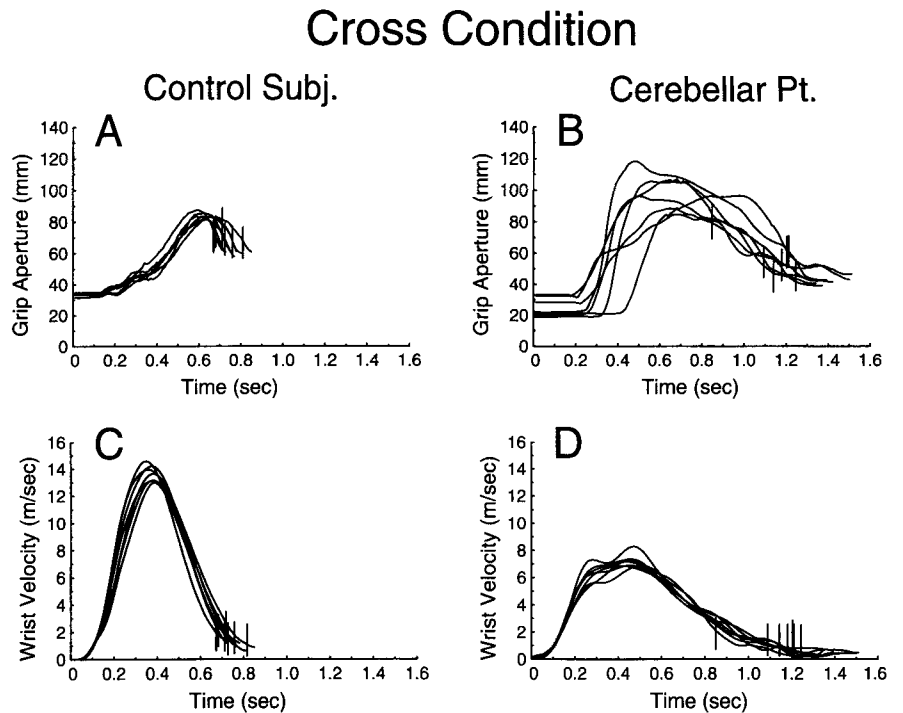 Cross Condition
Control Subj.
Cerebellar Pt.
A
140
120
100
80
60
40
20
0
Grip Aperture (mm)
0 0.2 0.4 0.6 0.8 1.0 1.2 1.4 1.6
Time (sec)
B
140
120
100
80
60
40
20
0
Grip Aperture (mm)
0 0.2 0.4 0.6 0.8 1.0 1.2 1.4 1.6
Time (sec)
C
16
14
12
10
8
6
4
2
0
Wrist Velocity (m/sec)
0 0.2 0.4 0.6 0.8 1.0 1.2 1.4 1.6
Time (sec)
D
16
14
12
10
8
6
4
2
0
Wrist Velocity (m/sec)
0 0.2 0.4 0.6 0.8 1.0 1.2 1.4 1.6
Time (sec)